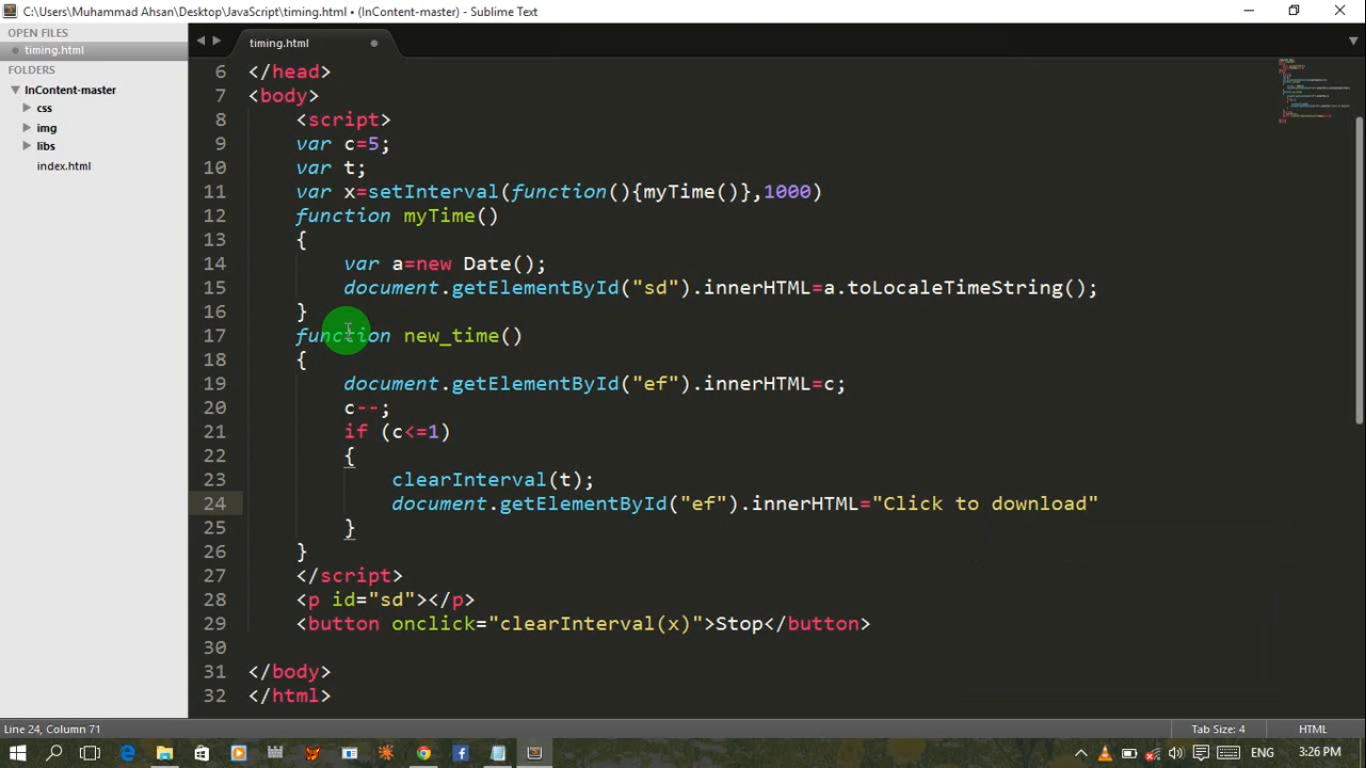 C:\Users\Muhammad Ahsan\Desktop\JavaScript\timing.html • (InContent-master) - Sublime Text
OPEN FILES
timing.html
FOLDERS
InContent-master
css
img
libs
index.html
timing.html
6 </head>
7 <body>
8 <script>
9 var c=5;
10 var t;
11 var x=setInterval(function(){myTime()},1000)
12 function myTime()
13 {
14 var a=new Date();
15 document.getElementById("sd").innerHTML=a.toLocaleTimeString();
16 }
17 function new_time()
18 {
19 document.getElementById("ef").innerHTML=c;
20 c--;
21 if (c<=1)
22 {
23 clearInterval(t);
24 document.getElementById("ef").innerHTML="Click to download"
25 }
26 }
27 </script>
28 <p id="sd"></p>
29 <button onclick="clearInterval(x)">Stop</button>
30
31 </body>
32 </html>
Line 24, Column 71
Tab Size: 4
HTML
ENG
3:26 PM